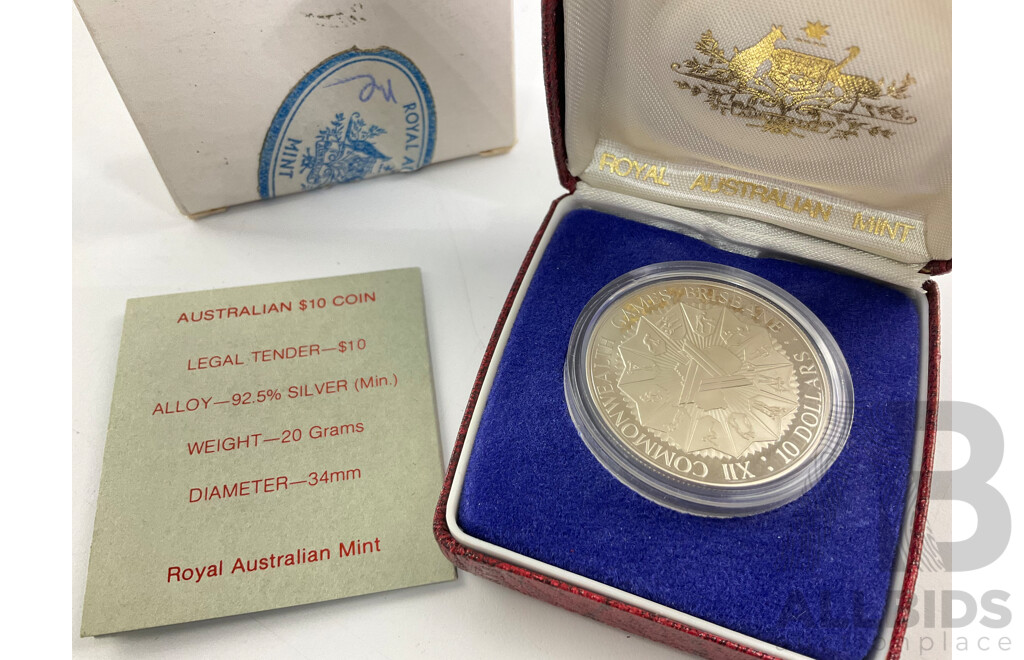 ROYAL AU
MINT
ROYAL AUSTRALIAN MINT
AUSTRALIAN $10 COIN
LEGAL TENDER—$10
ALLOY—92.5% SILVER (Min.)
WEIGHT—20 Grams
DIAMETER—34mm
Royal Australian Mint
XII COMMONWEALTH GAMES BRISBANE : 10 DOLLARS :
ALLBIDS